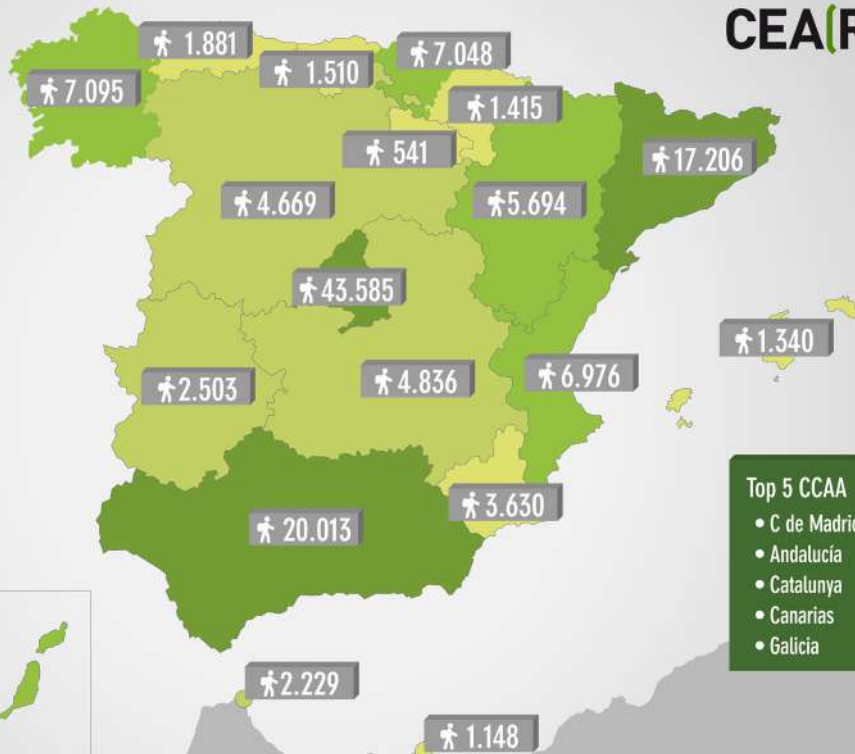 CEA(R
1.881
7.048
1.510
7.095
1.415
541
17.206
4.669
5.694
43.585
1.340
2.503
4.836
6.976
3.630
20.013
Top 5 CCAA
• C de Madrid
• Andalucía
• Catalunya
• Canarias
• Galicia
2.229
1.148